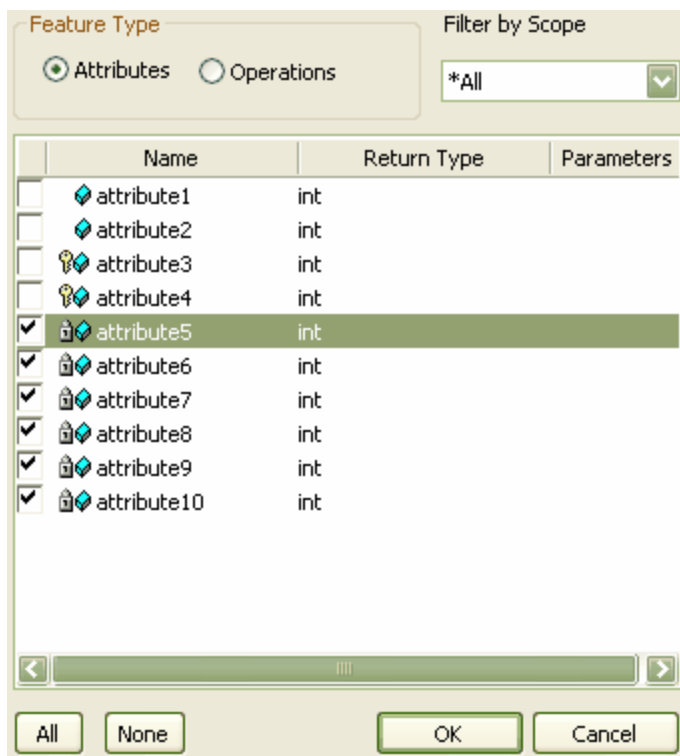 Feature Type
Filter by Scope
Attributes Operations
*All
Name Return Type Parameters
attribute1 int
attribute2 int
attribute3 int
attribute4 int
attribute5 int
attribute6 int
attribute7 int
attribute8 int
attribute9 int
attribute10 int
All None OK Cancel